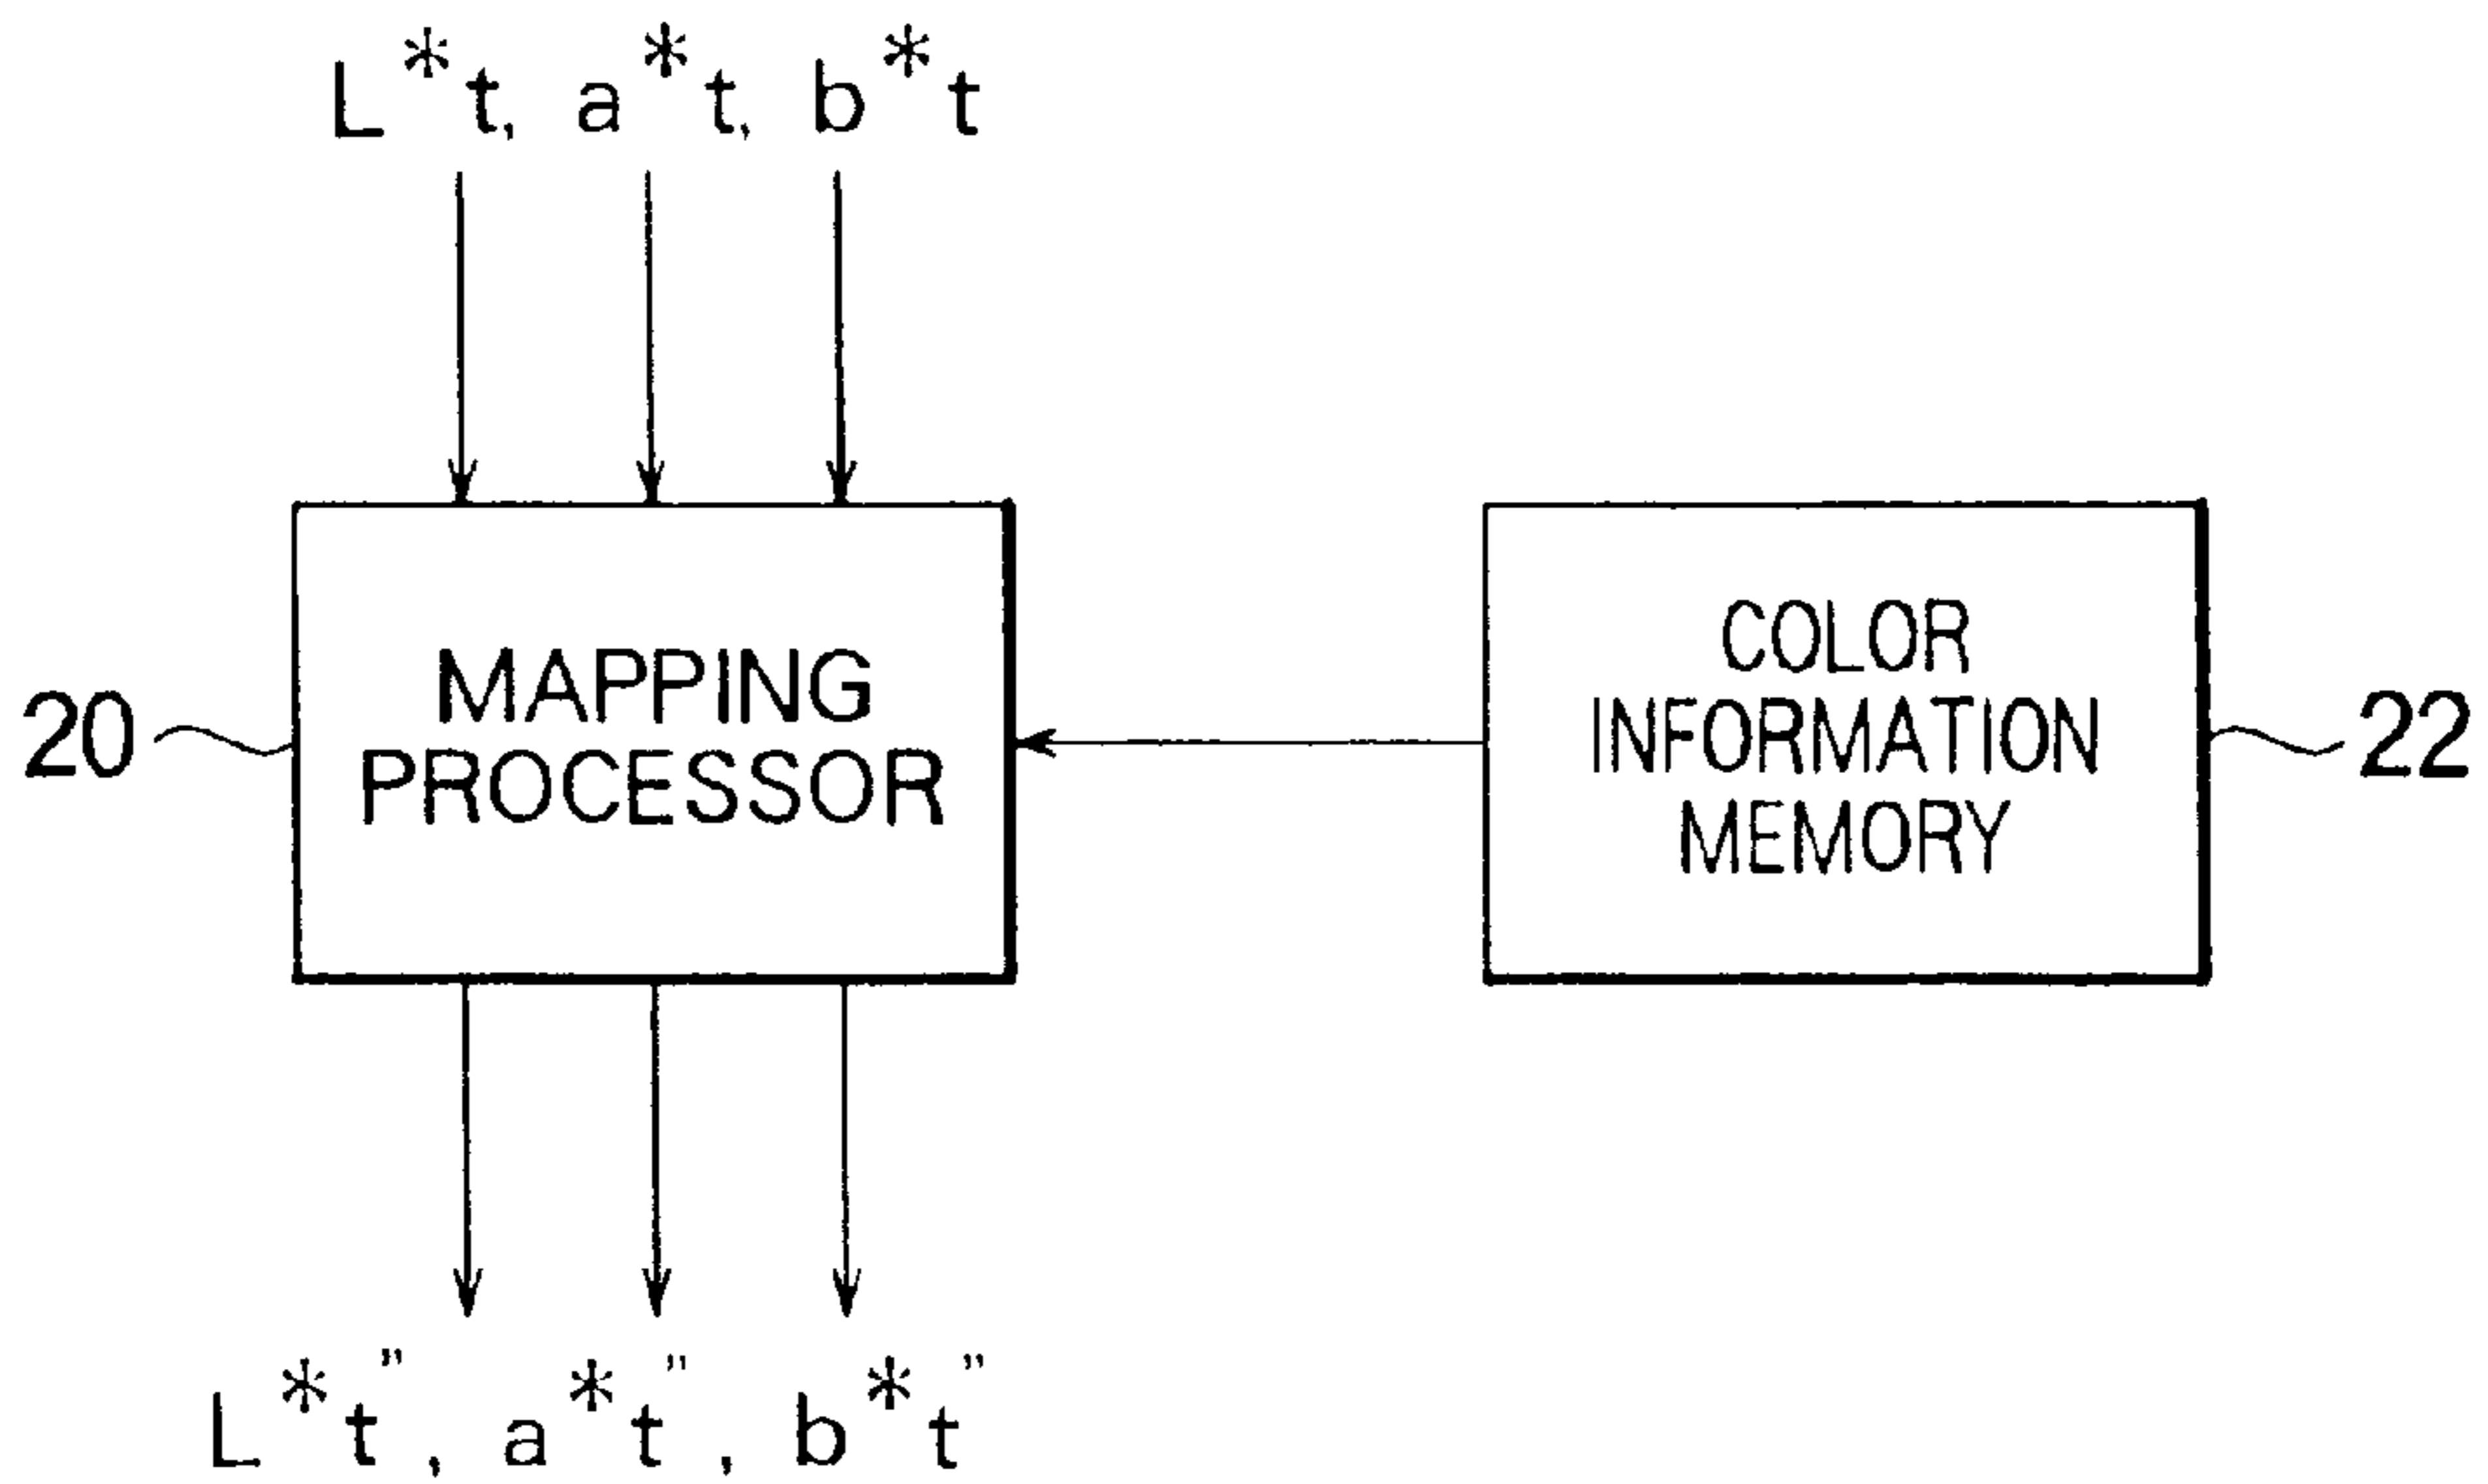 L*t, a*t, b*t
MAPPING
PROCESSOR
20
COLOR
INFORMATION
MEMORY
22
L*t", a*t", b*t"